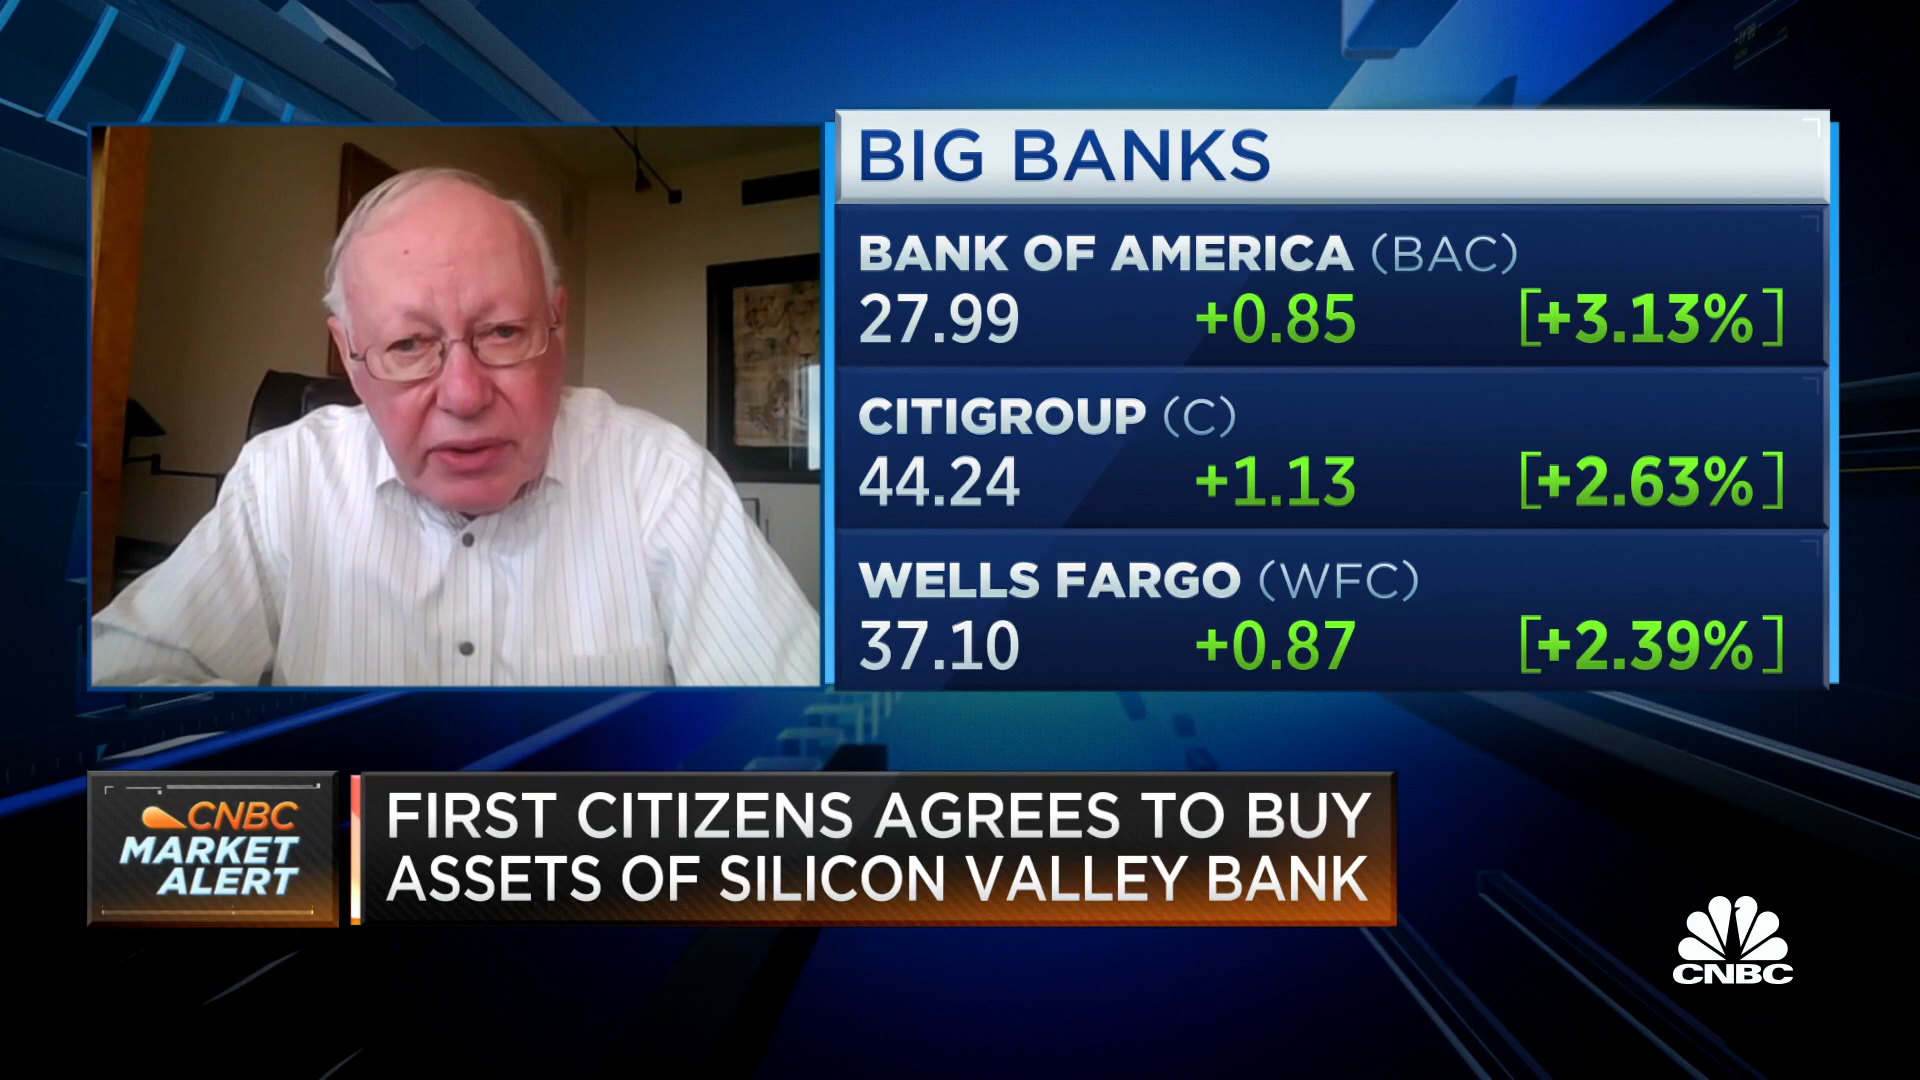 BIG BANKS
BANK OF AMERICA (BAC)
27.99 +0.85 [+3.13%]
CITIGROUP (C)
44.24 +1.13 [+2.63%]
WELLS FARGO (WFC)
37.10 +0.87 [+2.39%]
CNBC
MARKET
ALERT
FIRST CITIZENS AGREES TO BUY
ASSETS OF SILICON VALLEY BANK
CNBC